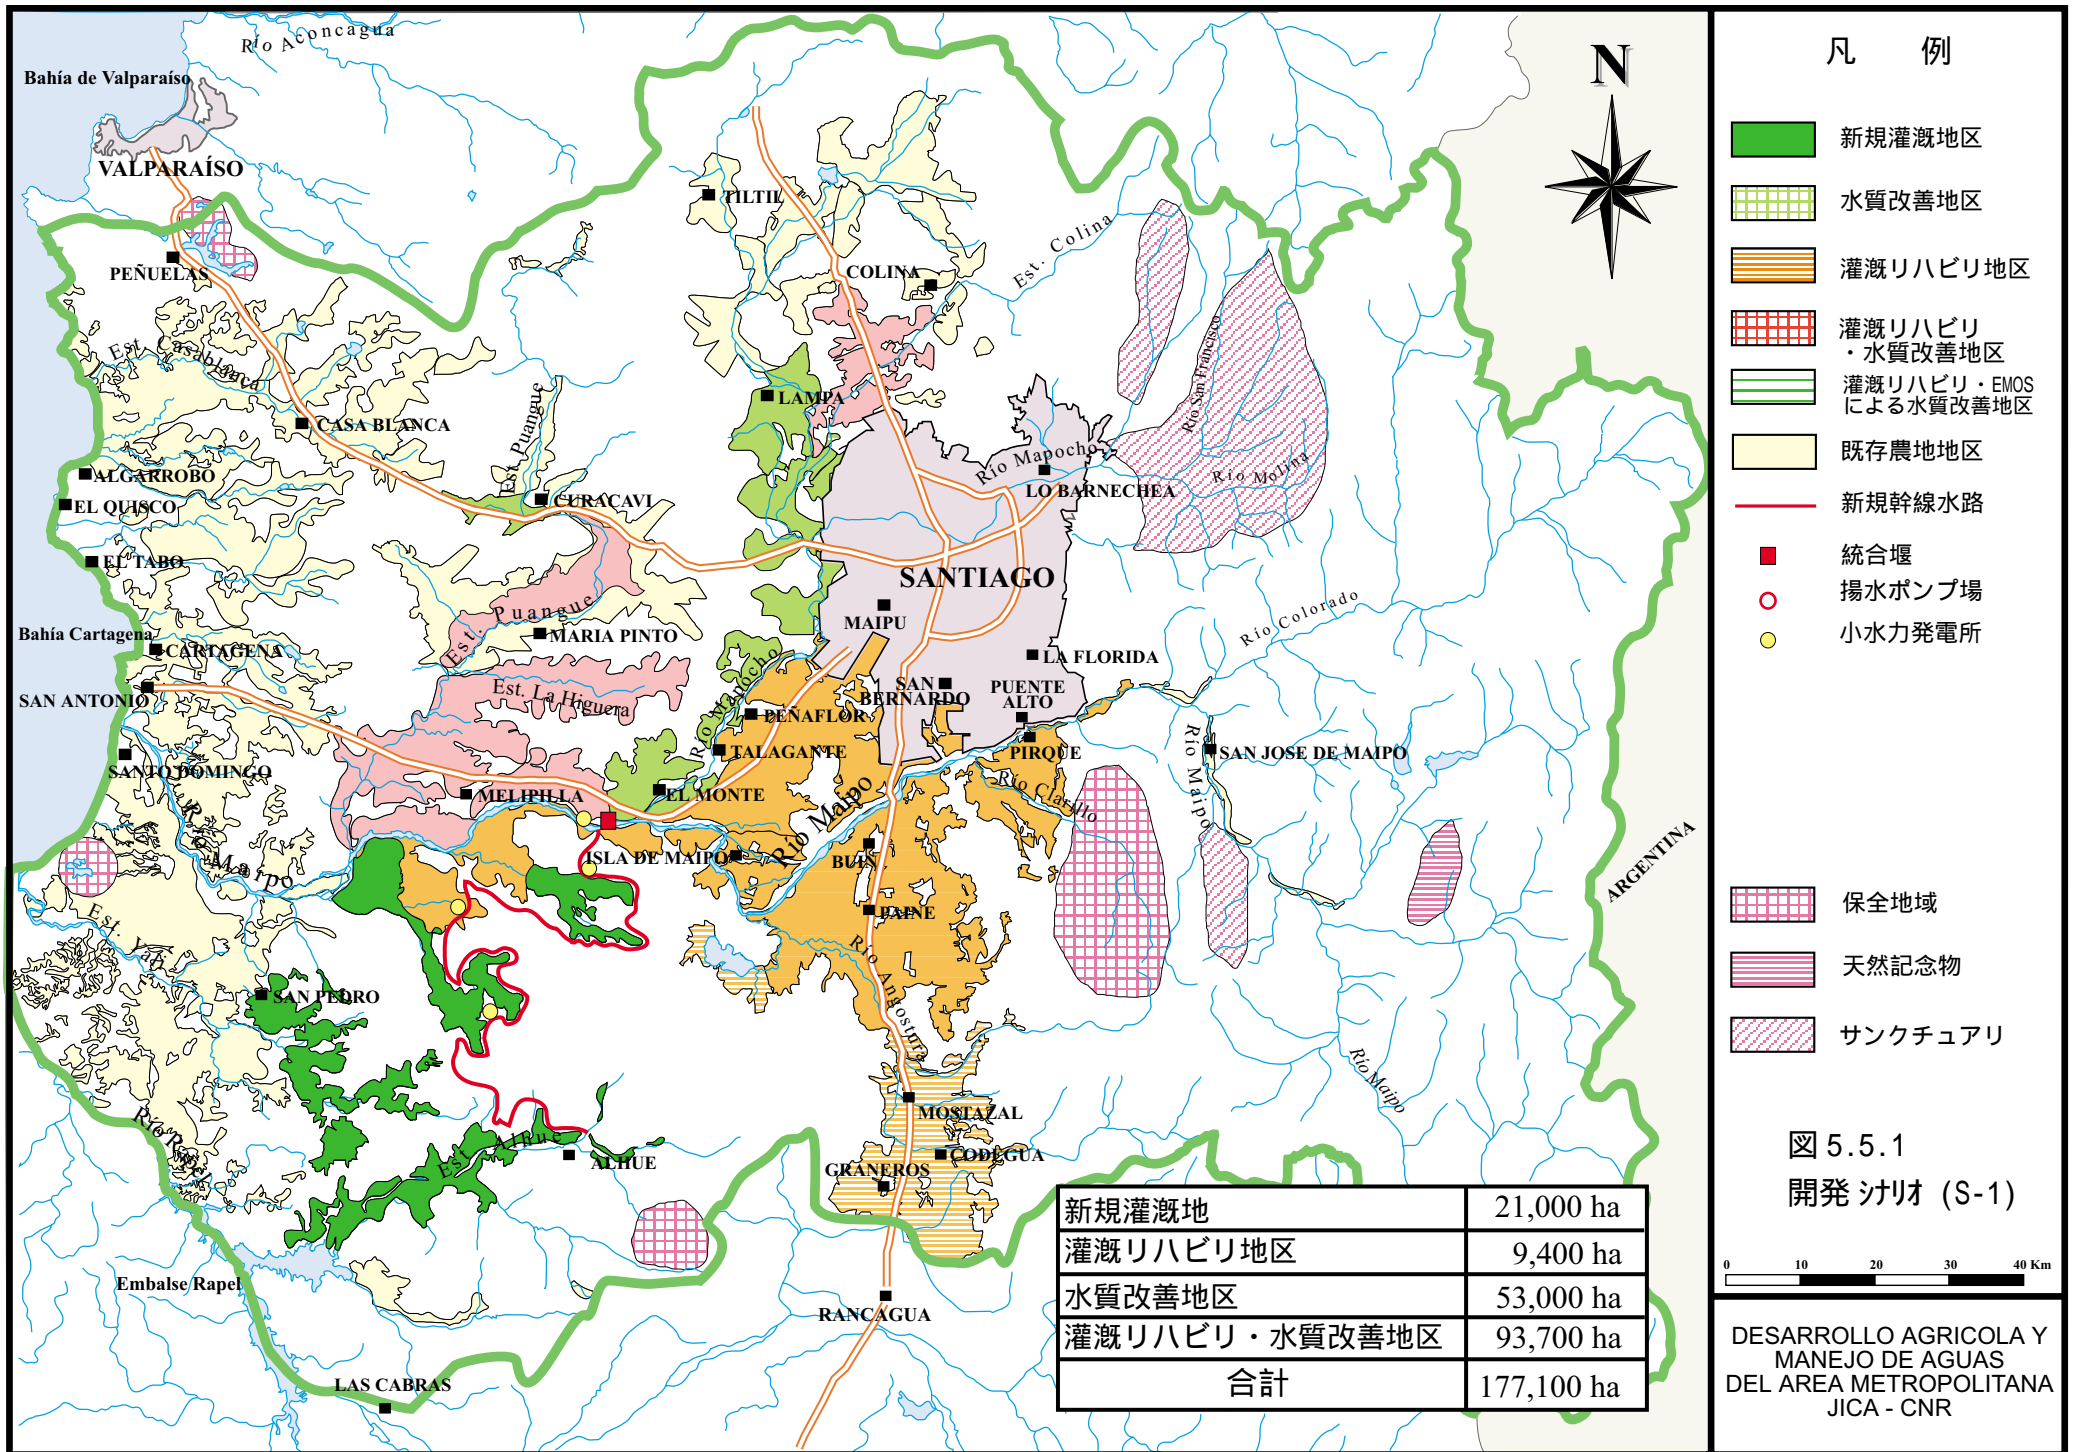 Río Aconcagua
Bahía de Valparaíso
VALPARAÍSO
PEÑUELAS
TILTIL
COLINA
Est. Colina
Est. Casablanca
CASA BLANCA
ALGARROBO
EL QUISCO
EL TABO
Est. Puangue
CURACAVI
LAMPA
Río San Francisco
Río Mapocho
LO BARNECHEA
Río Molina
SANTIAGO
MAIPU
LA FLORIDA
Río Colorado
SAN
BERNARDO
PUENTE
ALTO
PIRQUE
Río Clarillo
Río Maipo
SAN JOSE DE MAIPO
Bahía Cartagena
CARTAGENA
SAN ANTONIO
SANTO DOMINGO
Est. Puangue
MARIA PINTO
Est. La Higuera
Río Mapocho
PEÑAFLOR
TALAGANTE
MELIPILLA
EL MONTE
ISLA DE MAIPO
Río Maipo
BUIN
PAINE
Río Angostura
Río Maipo
Est. Yali
SAN PEDRO
Río Rapel
Est. Alhue
ALHUE
Embalse Rapel
LAS CABRAS
MOSTAZAL
CODEGUA
GRANEROS
RANCAGUA
Río Maipo
ARGENTINA
N
新規灌漑地 21,000 ha
灌漑リハビリ地区 9,400 ha
水質改善地区 53,000 ha
灌漑リハビリ・水質改善地区 93,700 ha
合計 177,100 ha
凡 例
新規灌漑地区
水質改善地区
灌漑リハビリ地区
灌漑リハビリ
・水質改善地区
灌漑リハビリ・EMOS
による水質改善地区
既存農地地区
新規幹線水路
統合堰
揚水ポンプ場
小水力発電所
保全地域
天然記念物
サンクチュアリ
図 5.5.1
開発 ｼﾅﾘｵ (S-1)
0 10 20 30 40 Km
DESARROLLO AGRICOLA Y
MANEJO DE AGUAS
DEL AREA METROPOLITANA
JICA - CNR